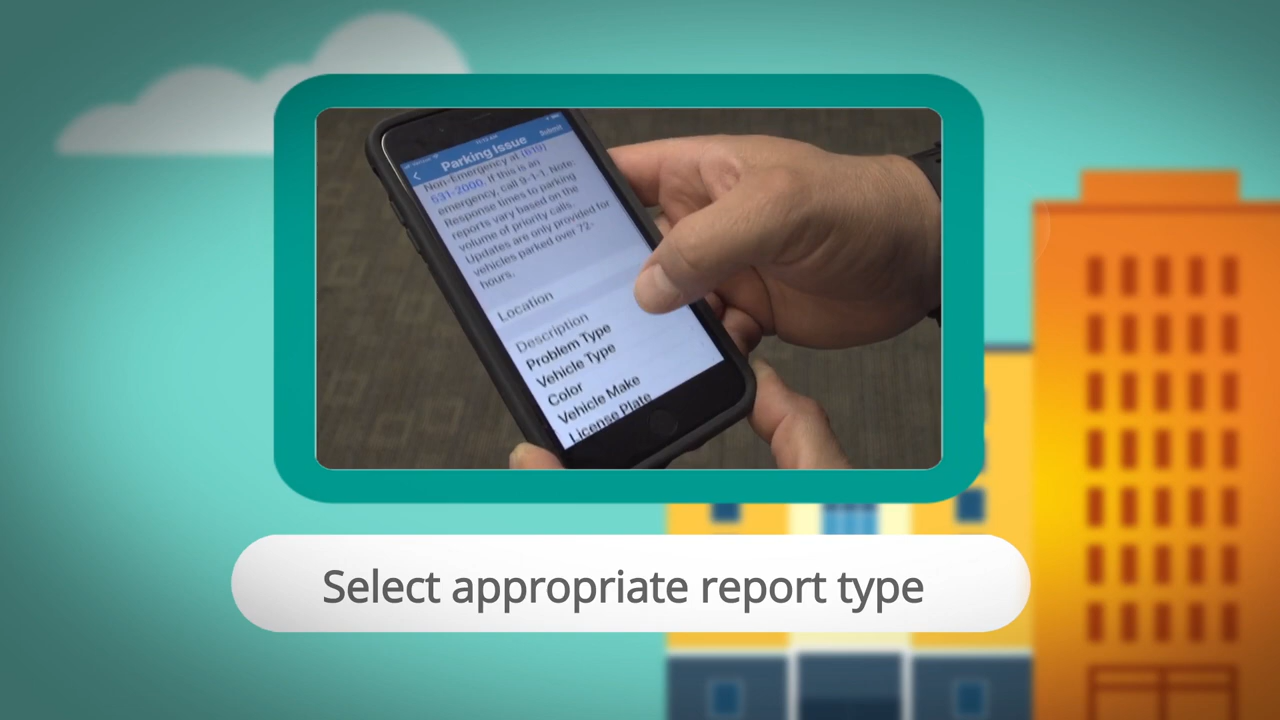 Parking Issue
Submit
Non-Emergency at (619)
531-2000. If this is an
emergency, call 9-1-1. Note:
Response times to parking
reports vary based on the
volume of priority calls.
Updates are only provided for
vehicles parked over 72-
hours.
Location
Description
Problem Type
Vehicle Type
Color
Vehicle Make
License Plate
Select appropriate report type